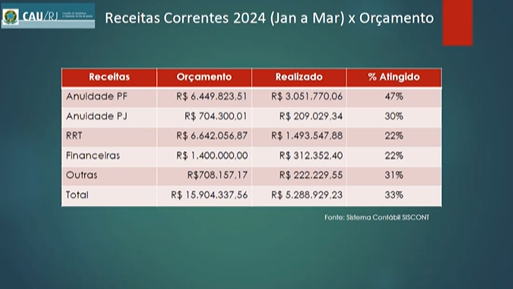 CAU/RJ
Receitas Correntes 2024 (Jan a Mar) x Orçamento
Receitas Orçamento Realizado % Atingido
Anuidade PF R$ 6.449.823,51 R$ 3.051.770,06 47%
Anuidade PJ R$ 704.300,01 R$ 209.029,34 30%
RRT R$ 6.642.056,87 R$ 1.493.547,88 22%
Financeiras R$ 1.400.000,00 R$ 312.352,40 22%
Outras R$708.157,17 R$ 222.229,55 31%
Total R$ 15.904.337,56 R$ 5.288.929,23 33%
Fonte: Sistema Contábil SISCONT